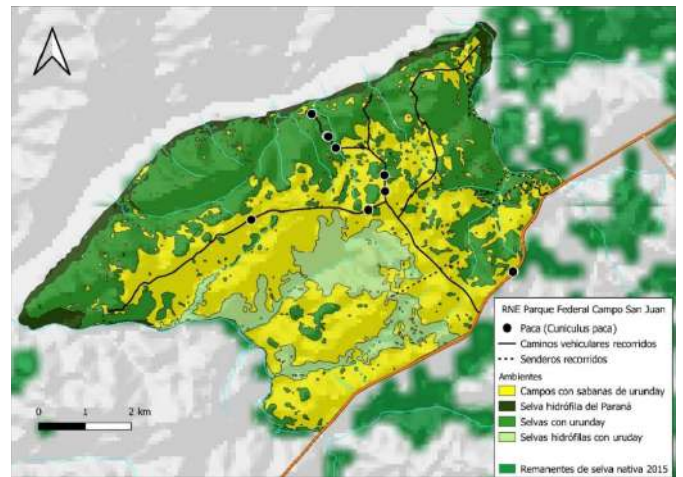 RNE Parque Federal Campo San Juan
Paca (Cuniculus paca)
Caminos vehiculares recorridos
Senderos recorridos
Ambientes
Campos con sabanas de urunday
Selva hidrófila del Paraná
Selvas con urunday
Selvas hidrófilas con uruday
Remanentes de selva nativa 2015
0 1 2 km